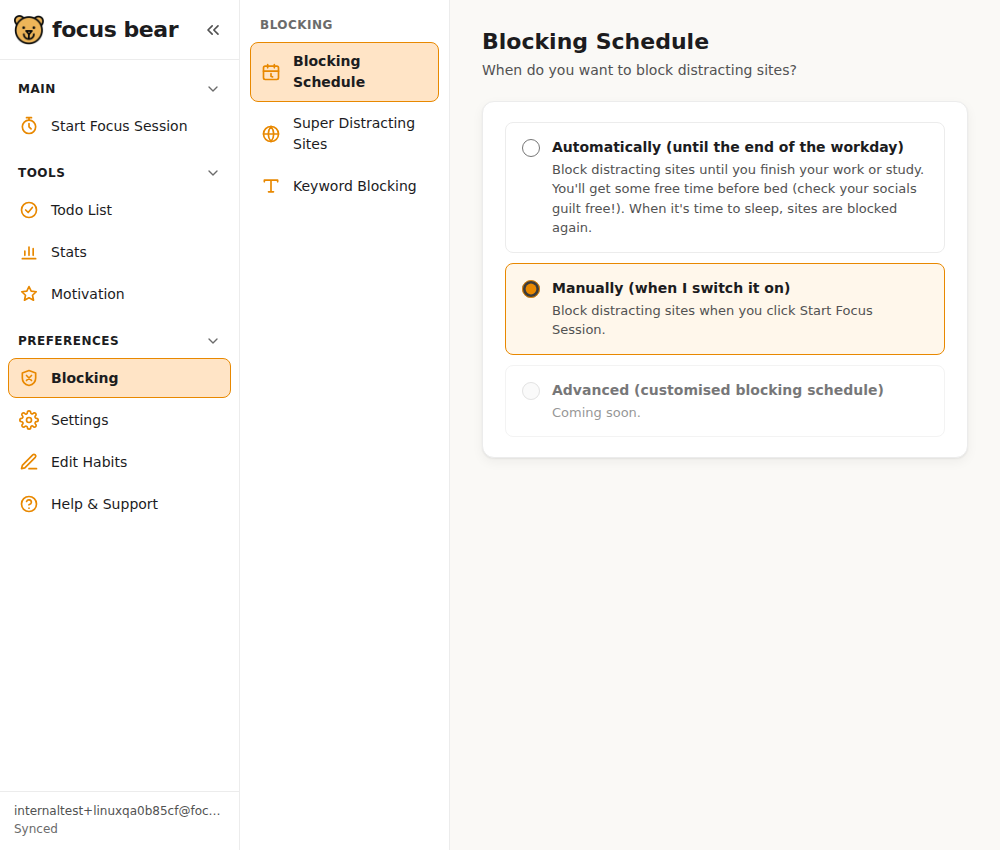 focus bear
MAIN
Start Focus Session
TOOLS
Todo List
Stats
Motivation
PREFERENCES
Blocking
Settings
Edit Habits
Help & Support
internaltest+linuxqa0b85cf@foc...
Synced
BLOCKING
Blocking
Schedule
Super Distracting
Sites
Keyword Blocking
Blocking Schedule
When do you want to block distracting sites?
Automatically (until the end of the workday)
Block distracting sites until you finish your work or study.
You'll get some free time before bed (check your socials
guilt free!). When it's time to sleep, sites are blocked
again.
Manually (when I switch it on)
Block distracting sites when you click Start Focus
Session.
Advanced (customised blocking schedule)
Coming soon.